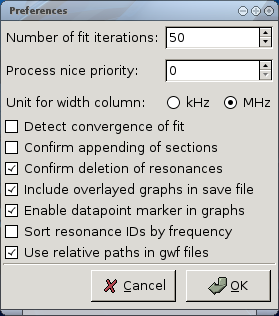 Preferences
Number of fit iterations: 50
Process nice priority: 0
Unit for width column: kHz MHz
Detect convergence of fit
Confirm appending of sections
Confirm deletion of resonances
Include overlayed graphs in save file
Enable datapoint marker in graphs
Sort resonance IDs by frequency
Use relative paths in gwf files
Cancel OK